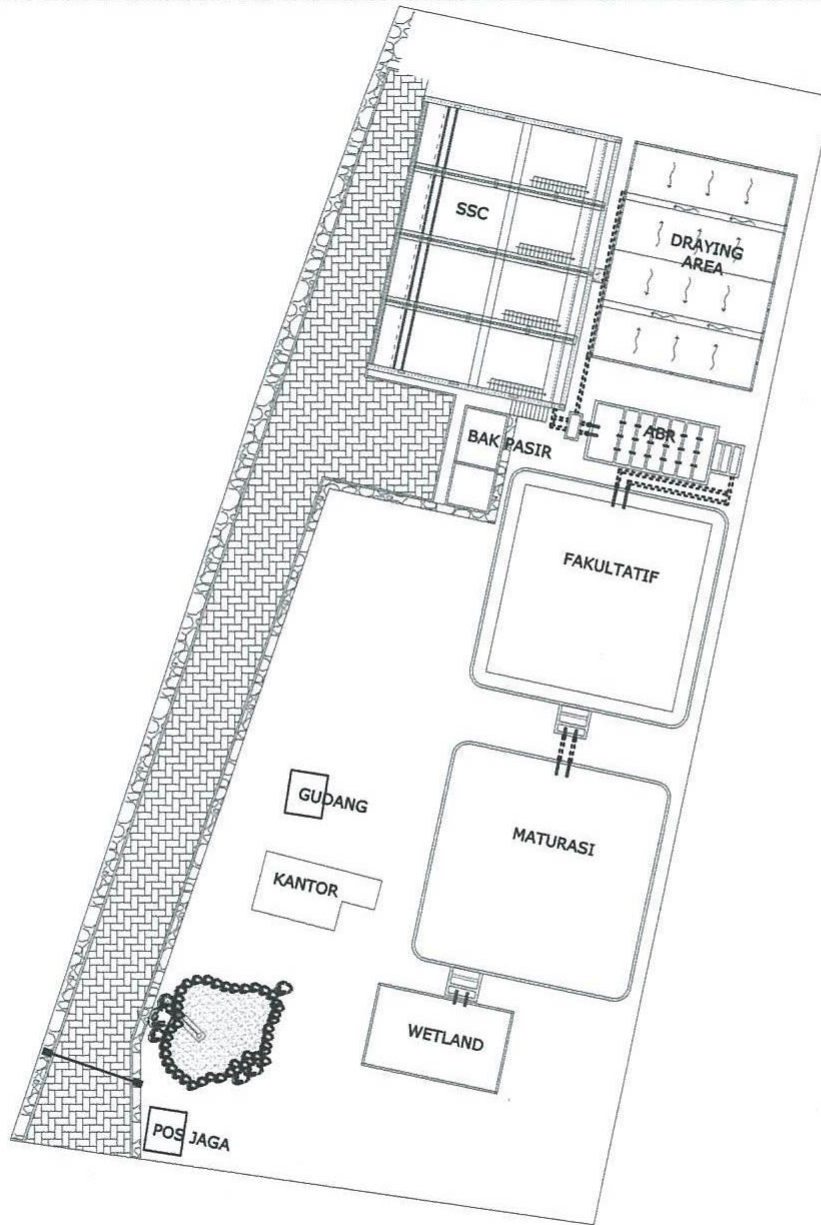 SSC
DRAYING
AREA
BAK PASIR
ABR
FAKULTATIF
GUDANG
MATURASI
KANTOR
WETLAND
POS JAGA